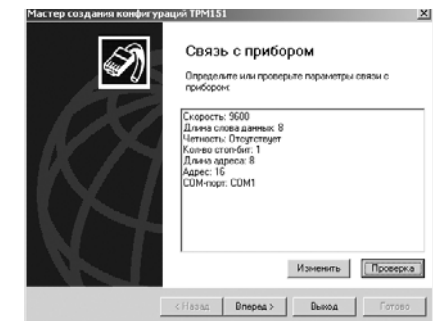 Мастер создания конфигураций ТРМ151
Связь с прибором
Определите или проверьте параметры связи с
прибором:
Скорость: 9600
Длина слова данных: 8
Четность: Отсутствует
Кол-во стоп-бит: 1
Длина адреса: 8
Адрес: 16
COM-порт: COM1
Изменить
Проверка
< Назад
Вперед >
Выход
Готово